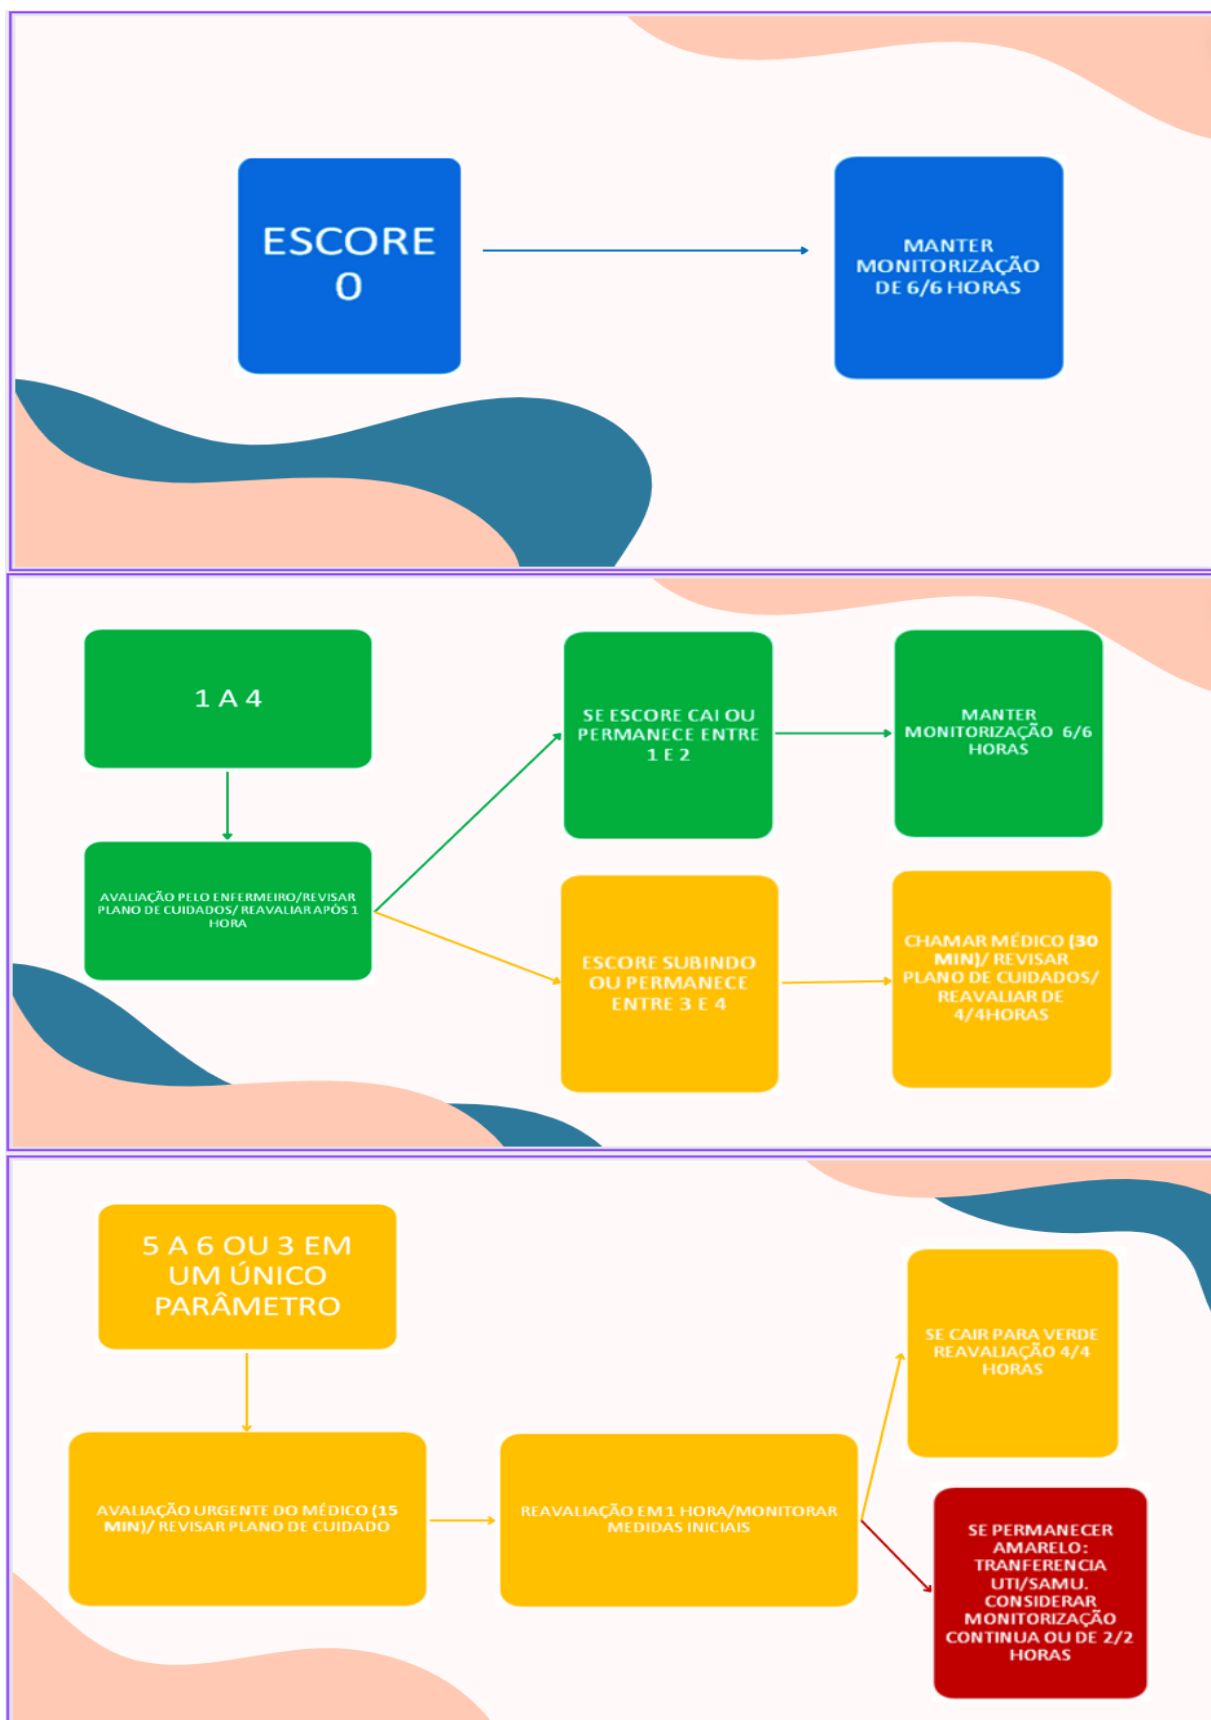 ESCORE
0
MANTER
MONITORIZAÇÃO
DE 6/6 HORAS
1 A 4
AVALIAÇÃO PELO ENFERMEIRO/REVISAR
PLANO DE CUIDADOS/ REAVALIAR APÓS 1
HORA
SE ESCORE CAI OU
PERMANECE ENTRE
1 E 2
MANTER
MONITORIZAÇÃO 6/6
HORAS
ESCORE SUBINDO
OU PERMANECE
ENTRE 3 E 4
CHAMAR MÉDICO (30
MIN)/ REVISAR
PLANO DE CUIDADOS/
REAVALIAR DE
4/4HORAS
5 A 6 OU 3 EM
UM ÚNICO
PARÂMETRO
AVALIAÇÃO URGENTE DO MÉDICO (15
MIN)/ REVISAR PLANO DE CUIDADO
REAVALIAÇÃO EM 1 HORA/MONITORAR
MEDIDAS INICIAIS
SE CAIR PARA VERDE
REAVALIAÇÃO 4/4
HORAS
SE PERMANECER
AMARELO:
TRANFERENCIA
UTI/SAMU.
CONSIDERAR
MONITORIZAÇÃO
CONTINUA OU DE 2/2
HORAS